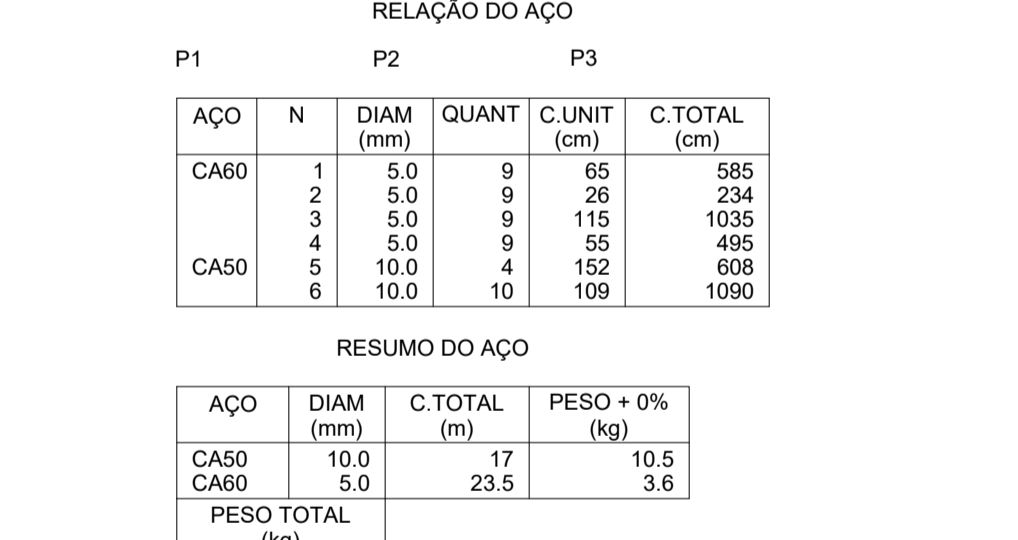 RELAÇÃO DO AÇO
P1 P2 P3
AÇO N DIAM QUANT C.UNIT C.TOTAL
(mm) (cm) (cm)
CA60 1 5.0 9 65 585
2 5.0 9 26 234
3 5.0 9 115 1035
4 5.0 9 55 495
CA50 5 10.0 4 152 608
6 10.0 10 109 1090
RESUMO DO AÇO
AÇO DIAM C.TOTAL PESO + 0%
(mm) (m) (kg)
CA50 10.0 17 10.5
CA60 5.0 23.5 3.6
PESO TOTAL
(kg)